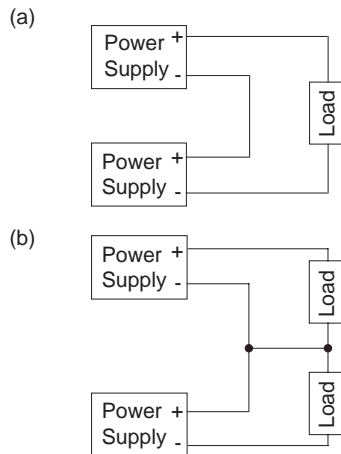 (a)
Power +
Supply -
Load
Power +
Supply -
(b)
Power +
Supply -
Load
Load
Power +
Supply -